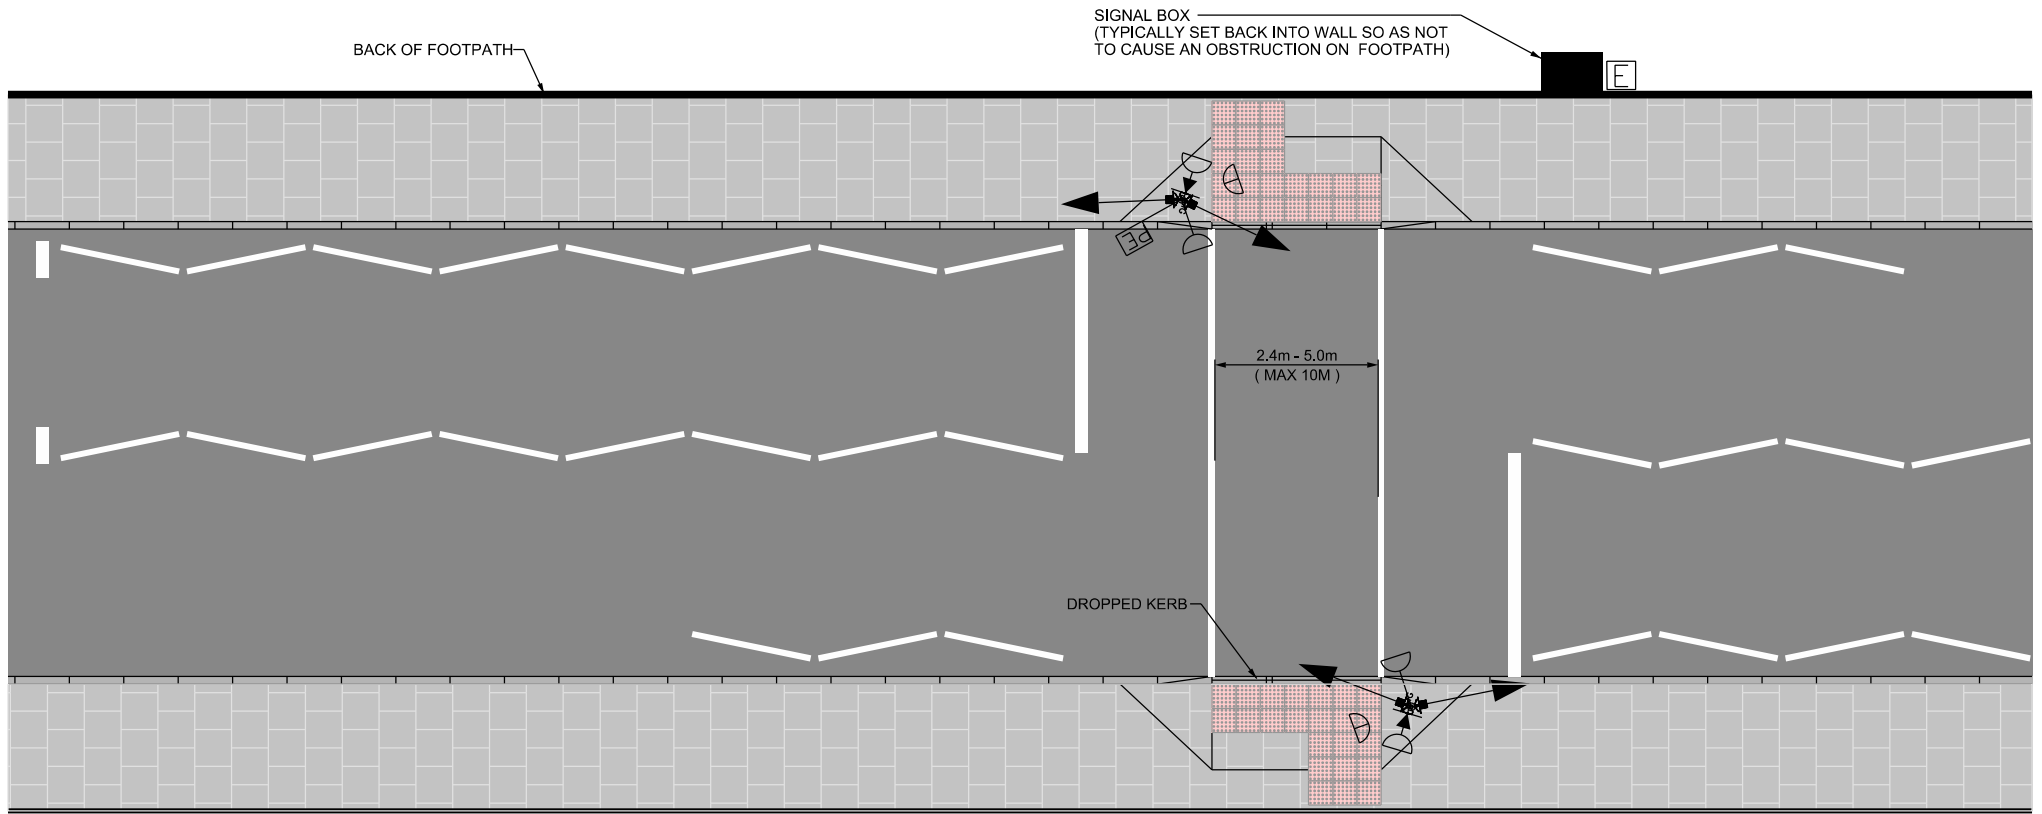 SIGNAL BOX
(TYPICALLY SET BACK INTO WALL SO AS NOT
TO CAUSE AN OBSTRUCTION ON FOOTPATH)
BACK OF FOOTPATH
E
PE
2.4m - 5.0m
( MAX 10M )
DROPPED KERB